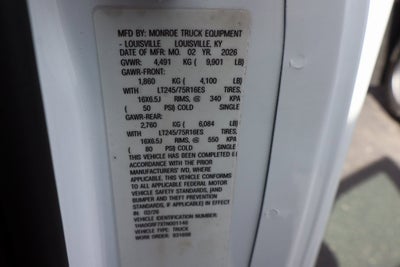 MFD BY: MONROE TRUCK EQUIPMENT
- LOUISVILLE LOUISVILLE, KY
DATE OF MFR: MO. 02 YR. 2026
GVWR: 4,491 KG ( 9,901 LB)
GAWR-FRONT:
1,860 KG ( 4,100 LB)
WITH LT245/75R16ES TIRES,
16X6.5J RIMS, @ 340 KPA
( 50 PSI) COLD SINGLE
GAWR-REAR:
2,760 KG ( 6,084 LB)
WITH LT245/75R16ES TIRES,
16X6.5J RIMS, @ 550 KPA
( 80 PSI) COLD SINGLE
THIS VEHICLE HAS BEEN COMPLETED IN
ACCORDANCE WITH THE PRIOR
MANUFACTURERS' IVD, WHERE
APPLICABLE. THIS VEHICLE CONFORMS
TO ALL APPLICABLE FEDERAL MOTOR
VEHICLE SAFETY STANDARDS, [AND
BUMPER AND THEFT PREVENTION
STANDARDS, IF APPLICABLE] IN EFFECT
IN 02/26
VEHICLE IDENTIFICATION NUMBER:
VEHICLE TYPE: TRUCK
WORK ORDER: